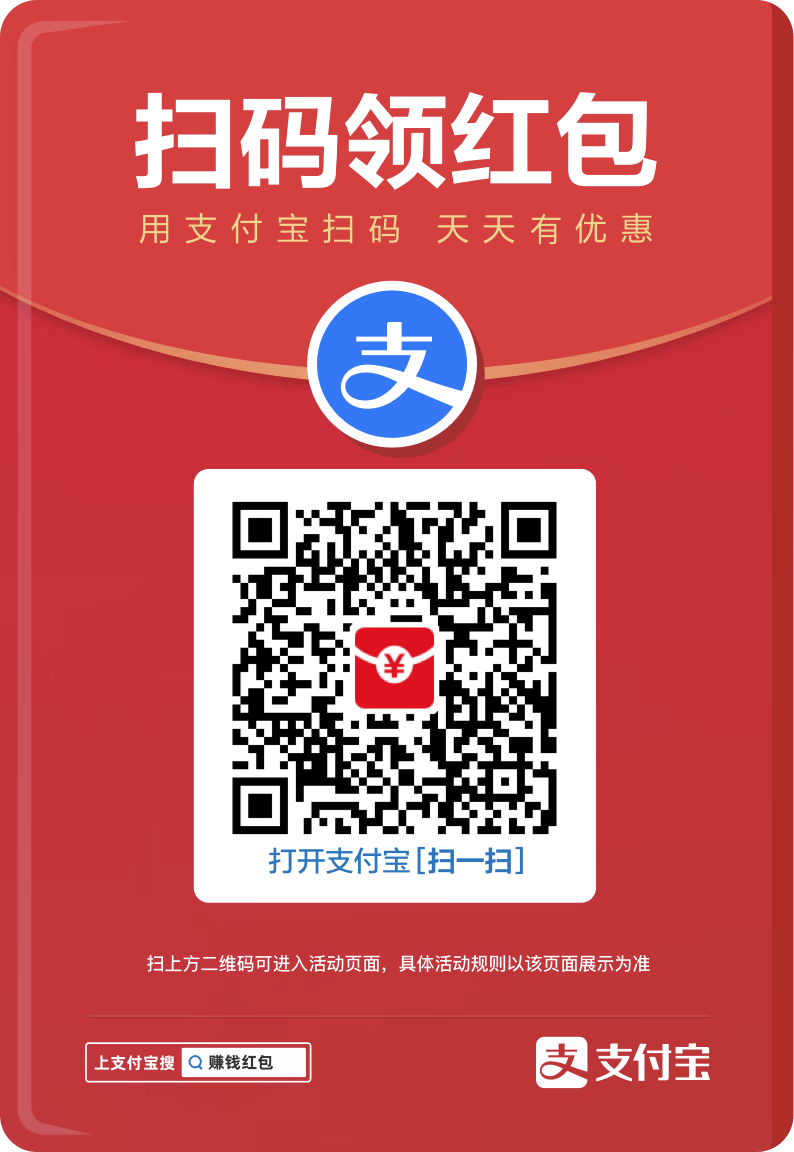 扫码领红包
用支付宝扫码 天天有优惠
支
¥
打开支付宝[扫一扫]
扫上方二维码可进入活动页面，具体活动规则以该页面展示为准
上支付宝搜 赚钱红包
支 支付宝